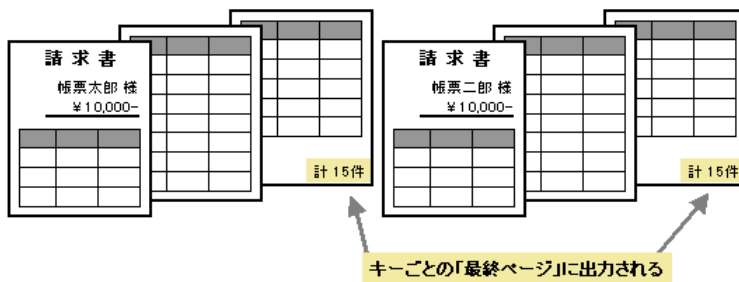 請求書
帳票太郎 様
¥10,000-
計15件
請求書
帳票二郎 様
¥10,000-
計15件
キーごとの「最終ページ」に出力される